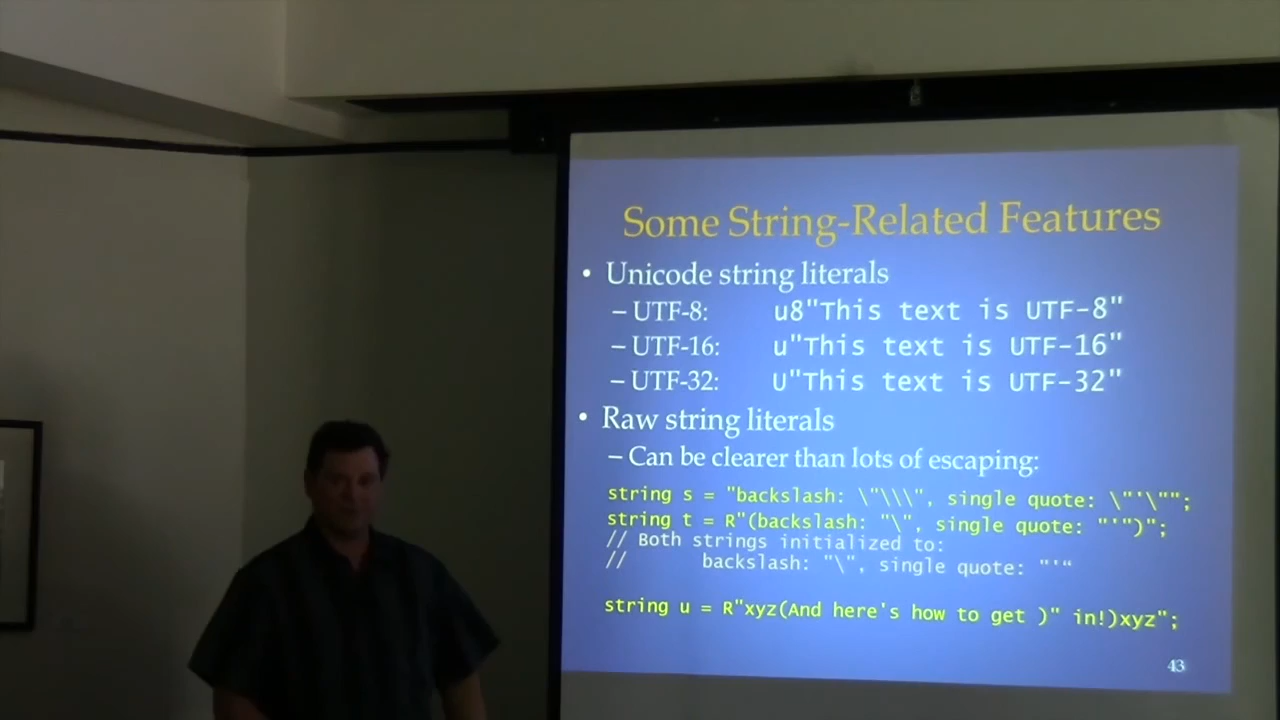 Some String-Related Features
• Unicode string literals
– UTF-8: u8"This text is UTF-8"
– UTF-16: u"This text is UTF-16"
– UTF-32: U"This text is UTF-32"
• Raw string literals
– Can be clearer than lots of escaping:
string s = "backslash: \"\\\", single quote: \"'\"";
string t = R"(backslash: "\", single quote: "'")";
// Both strings initialized to:
// backslash: "\", single quote: "'“
string u = R"xyz(And here's how to get )" in!)xyz";
43